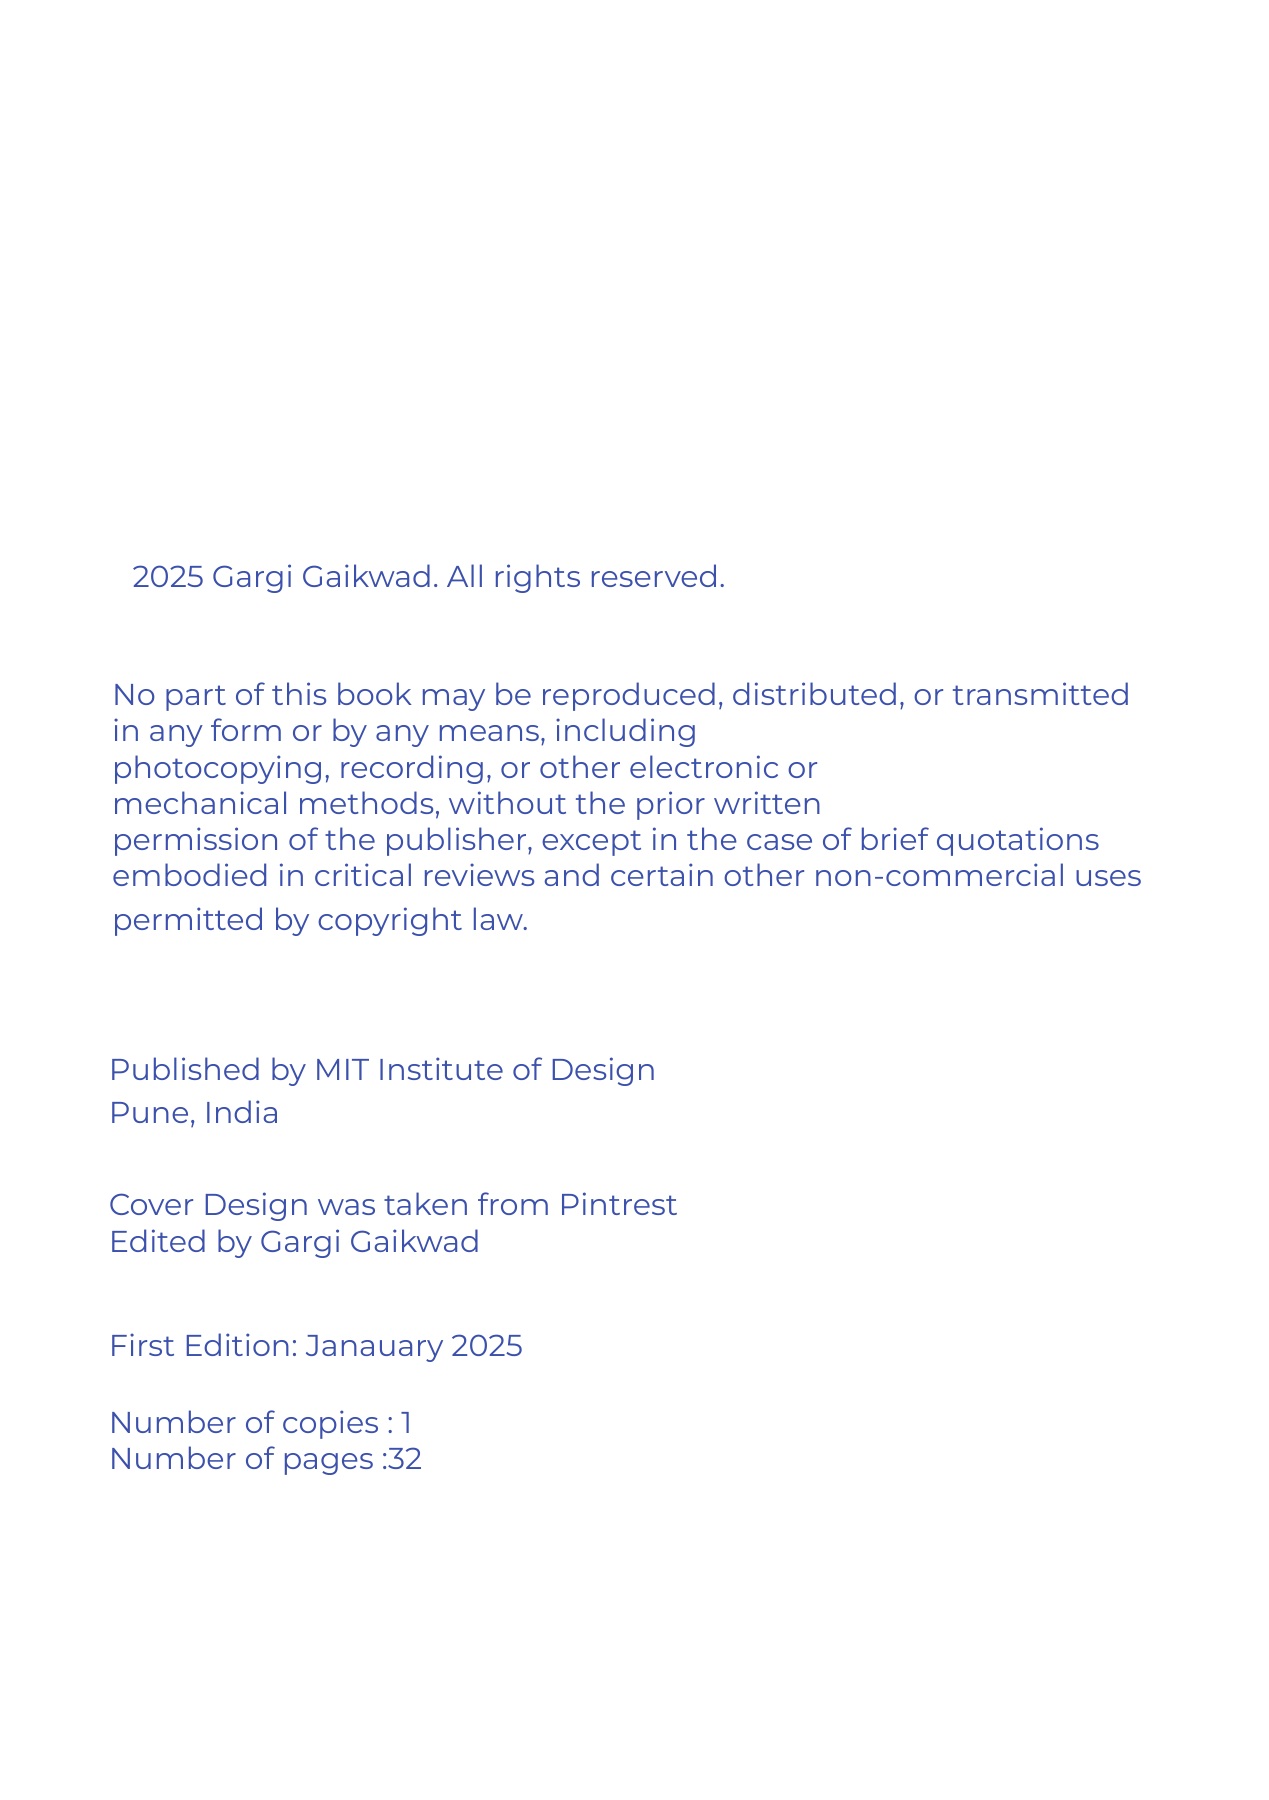 2025 Gargi Gaikwad. All rights reserved.
No part of this book may be reproduced, distributed, or transmitted
in any form or by any means, including
photocopying, recording, or other electronic or
mechanical methods, without the prior written
permission of the publisher, except in the case of brief quotations
embodied in critical reviews and certain other non-commercial uses
permitted by copyright law.
Published by MIT Institute of Design
Pune, India
Cover Design was taken from Pintrest
Edited by Gargi Gaikwad
First Edition: Janauary 2025
Number of copies : 1
Number of pages :32